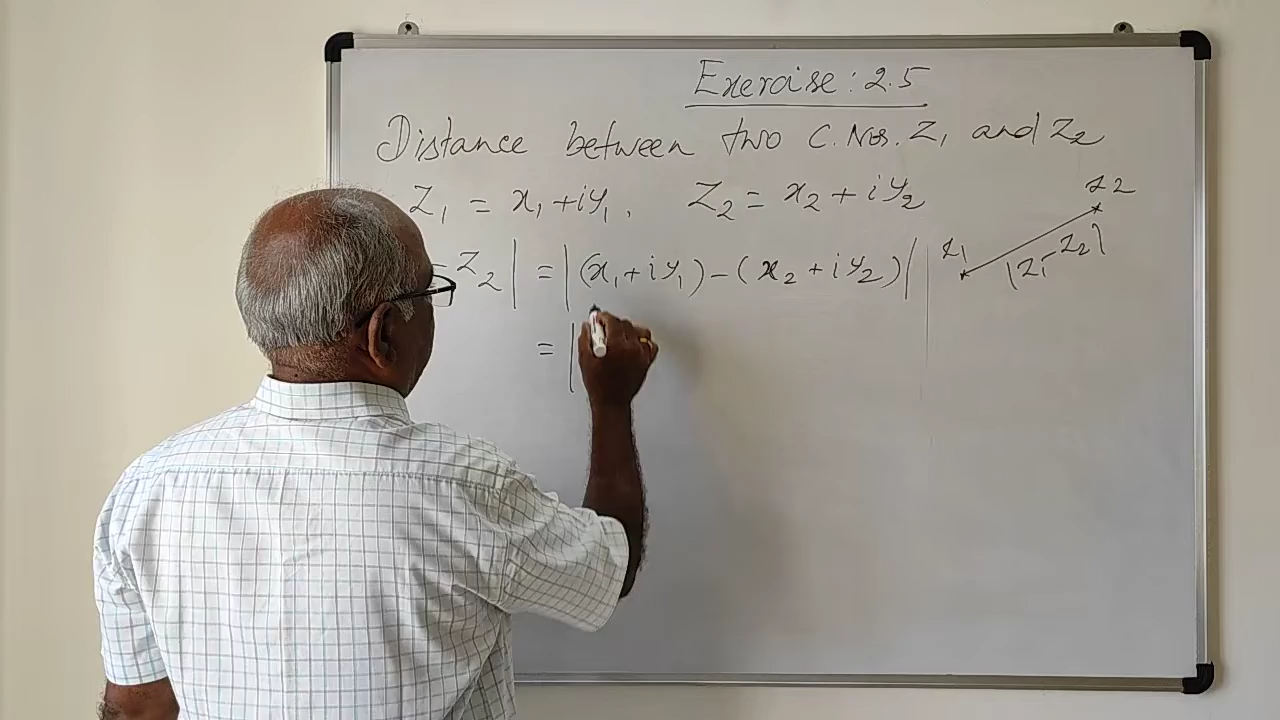 Exercise : 2.5
Distance between two C. Nos. Z₁ and Z₂
Z₁ = x₁ + iy₁, Z₂ = x₂ + iy₂
- Z₂| = |(x₁ + iy₁) - (x₂ + iy₂)|
= |
z₂
z₁
|z₁ - z₂|